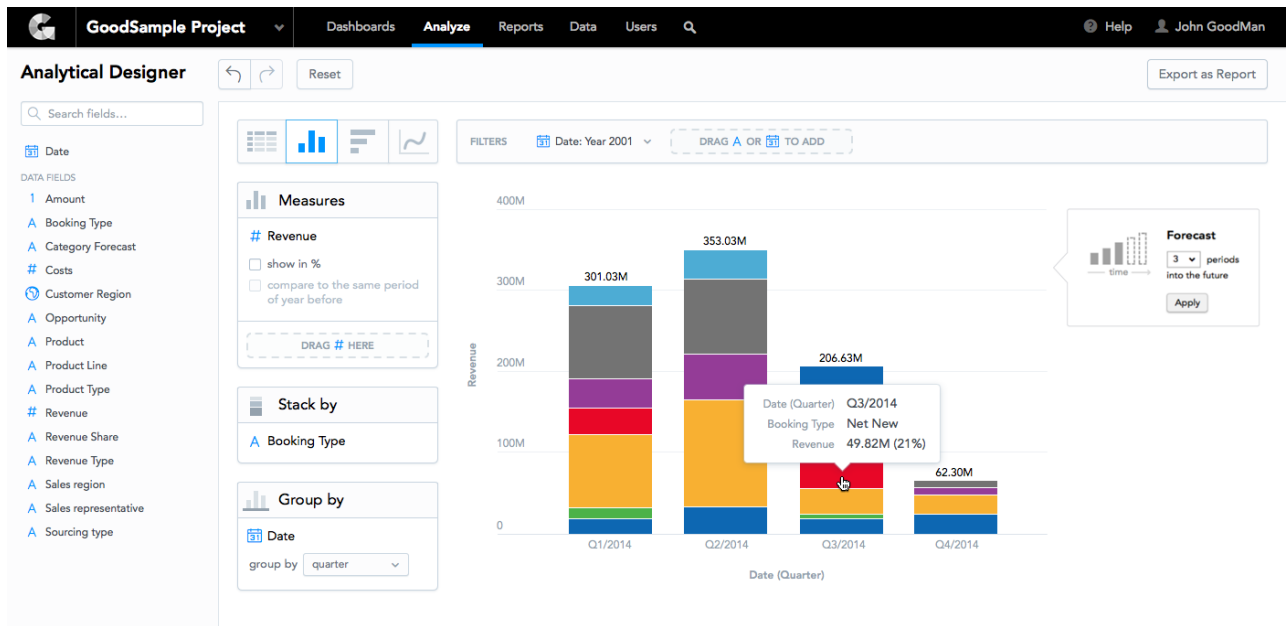 GoodSample Project
Dashboards
Analyze
Reports
Data
Users
Help
John GoodMan
Analytical Designer
Reset
Export as Report
Search fields...
Date
DATA FIELDS
1 Amount
A Booking Type
A Category Forecast
# Costs
Customer Region
A Opportunity
A Product
A Product Line
A Product Type
# Revenue
A Revenue Share
A Revenue Type
A Sales region
A Sales representative
A Sourcing type
Measures
# Revenue
show in %
compare to the same period
of year before
DRAG # HERE
Stack by
A Booking Type
Group by
31 Date
group by quarter
FILTERS
31 Date: Year 2001
DRAG A OR 31 TO ADD
400M
300M
200M
100M
0
Revenue
301.03M
353.03M
206.63M
62.30M
Date (Quarter) Q3/2014
Booking Type Net New
Revenue 49.82M (21%)
Q1/2014
Q2/2014
Q3/2014
Q4/2014
Date (Quarter)
time
Forecast
3 periods
into the future
Apply